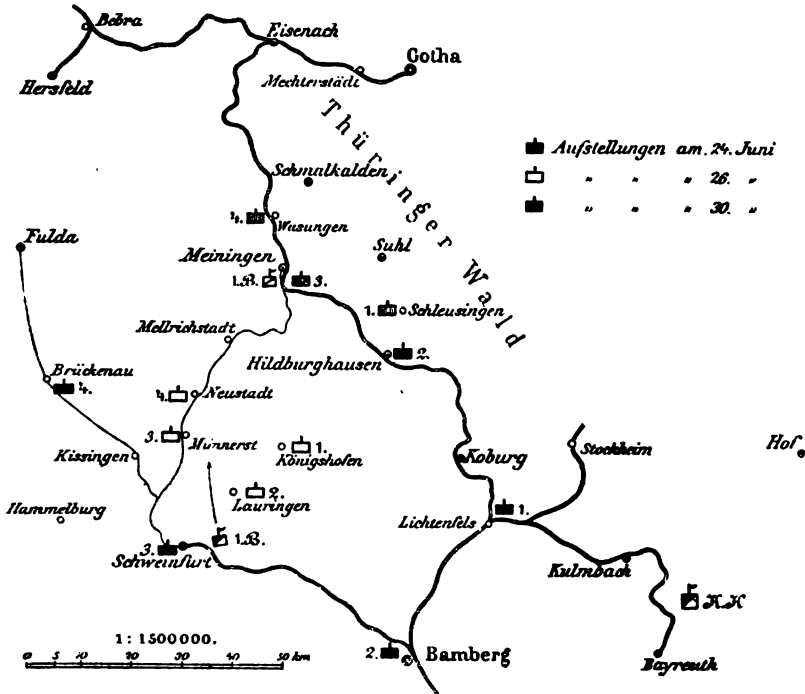 Bebra
Eisenach
Gotha
Hersfeld
Mechterstädt
Thüringer Wald
Aufstellungen am 24. Juni
" " " 26. "
" " " 30. "
Schmalkalden
4. Wasungen
Suhl
Fulda
Meiningen
1.B. 3.
1. Schleusingen
Mellrichstadt
Hildburghausen 2.
Brückenau
4.
4. Neustadt
3. Münnerst
1.
Königshofen
Kissingen
Koburg
Stockheim
Hof
2.
Lauringen
Hammelburg
1.
Lichtenfels
3. 1.B.
Schweinfurt
Kulmbach
K.H
1:1500000.
0 5 10 30 50 km
2. Bamberg
Bayreuth